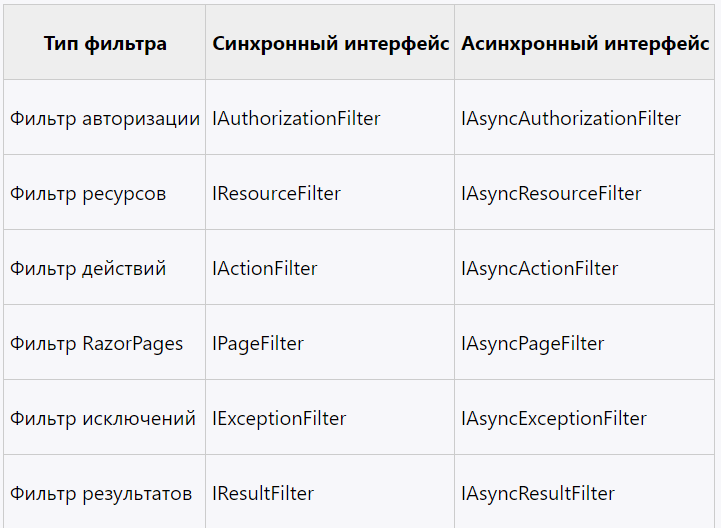 Тип фильтра Синхронный интерфейс Асинхронный интерфейс
Фильтр авторизации IAuthorizationFilter IAsyncAuthorizationFilter
Фильтр ресурсов IResourceFilter IAsyncResourceFilter
Фильтр действий IActionFilter IAsyncActionFilter
Фильтр RazorPages IPageFilter IAsyncPageFilter
Фильтр исключений IExceptionFilter IAsyncExceptionFilter
Фильтр результатов IResultFilter IAsyncResultFilter